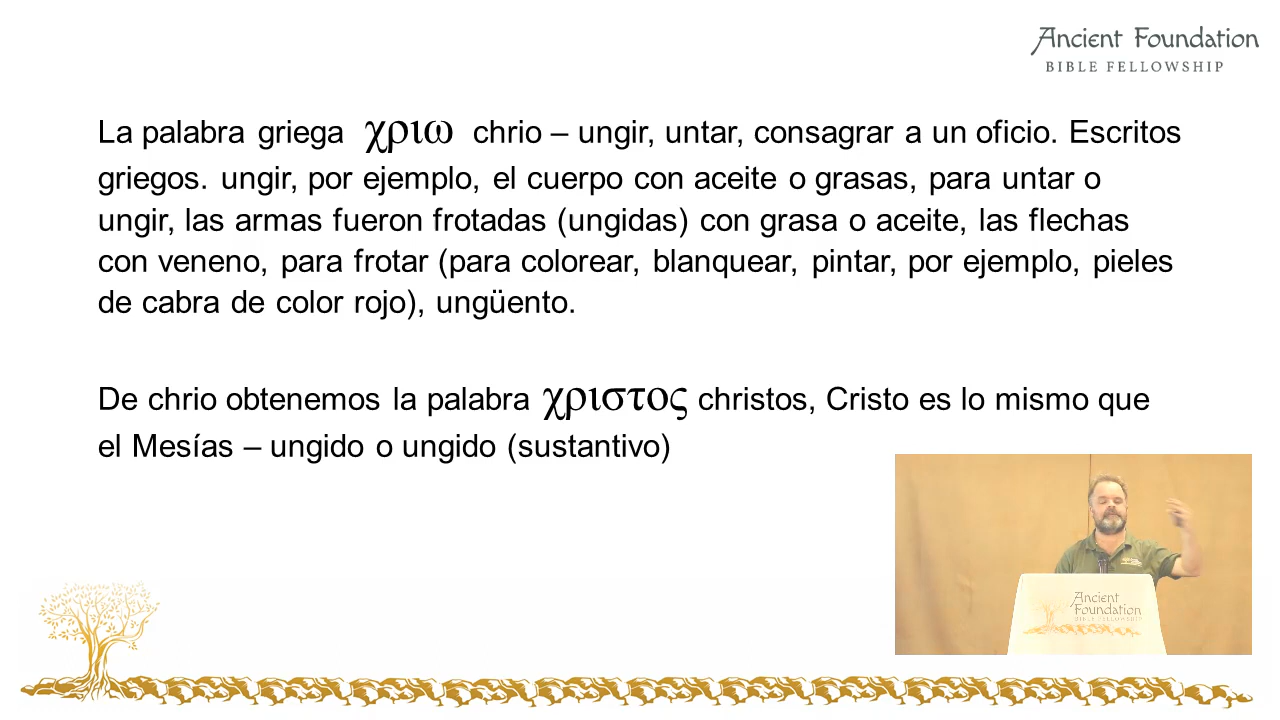 Ancient Foundation
BIBLE FELLOWSHIP
La palabra griega χριω chrio – ungir, untar, consagrar a un oficio. Escritos
griegos. ungir, por ejemplo, el cuerpo con aceite o grasas, para untar o
ungir, las armas fueron frotadas (ungidas) con grasa o aceite, las flechas
con veneno, para frotar (para colorear, blanquear, pintar, por ejemplo, pieles
de cabra de color rojo), ungüento.
De chrio obtenemos la palabra χριστος christos, Cristo es lo mismo que
el Mesías – ungido o ungido (sustantivo)
Ancient
Foundation
BIBLE FELLOWSHIP